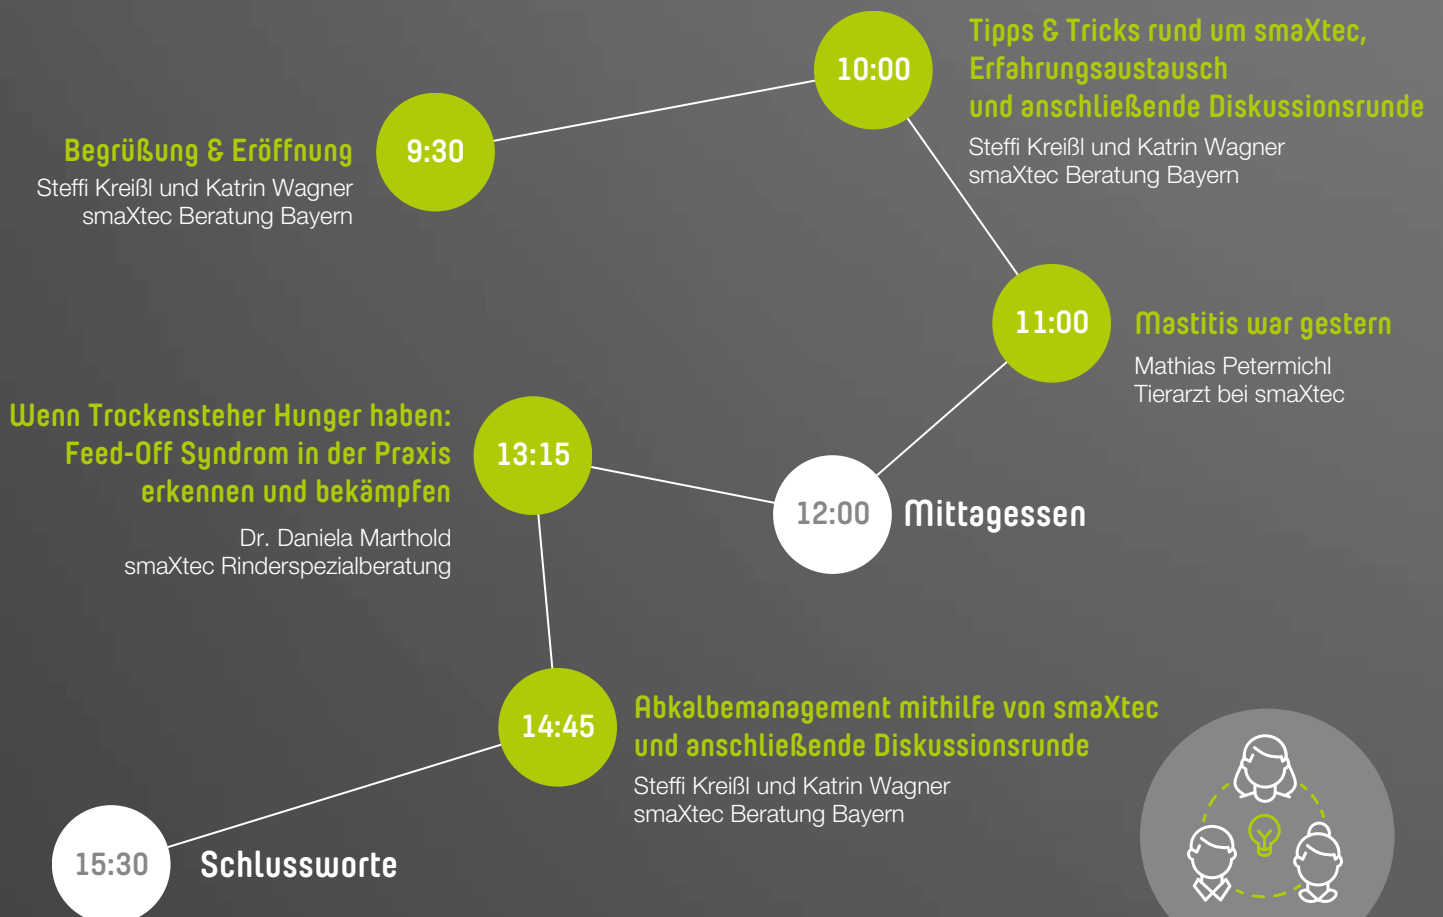 9:30
Begrüßung & Eröffnung
Steffi Kreißl und Katrin Wagner
smaXtec Beratung Bayern
10:00
Tipps & Tricks rund um smaXtec,
Erfahrungsaustausch
und anschließende Diskussionsrunde
Steffi Kreißl und Katrin Wagner
smaXtec Beratung Bayern
11:00
Mastitis war gestern
Mathias Petermichl
Tierarzt bei smaXtec
12:00
Mittagessen
13:15
Wenn Trockensteher Hunger haben:
Feed-Off Syndrom in der Praxis
erkennen und bekämpfen
Dr. Daniela Marthold
smaXtec Rinderspezialberatung
14:45
Abkalbemanagement mithilfe von smaXtec
und anschließende Diskussionsrunde
Steffi Kreißl und Katrin Wagner
smaXtec Beratung Bayern
15:30
Schlussworte